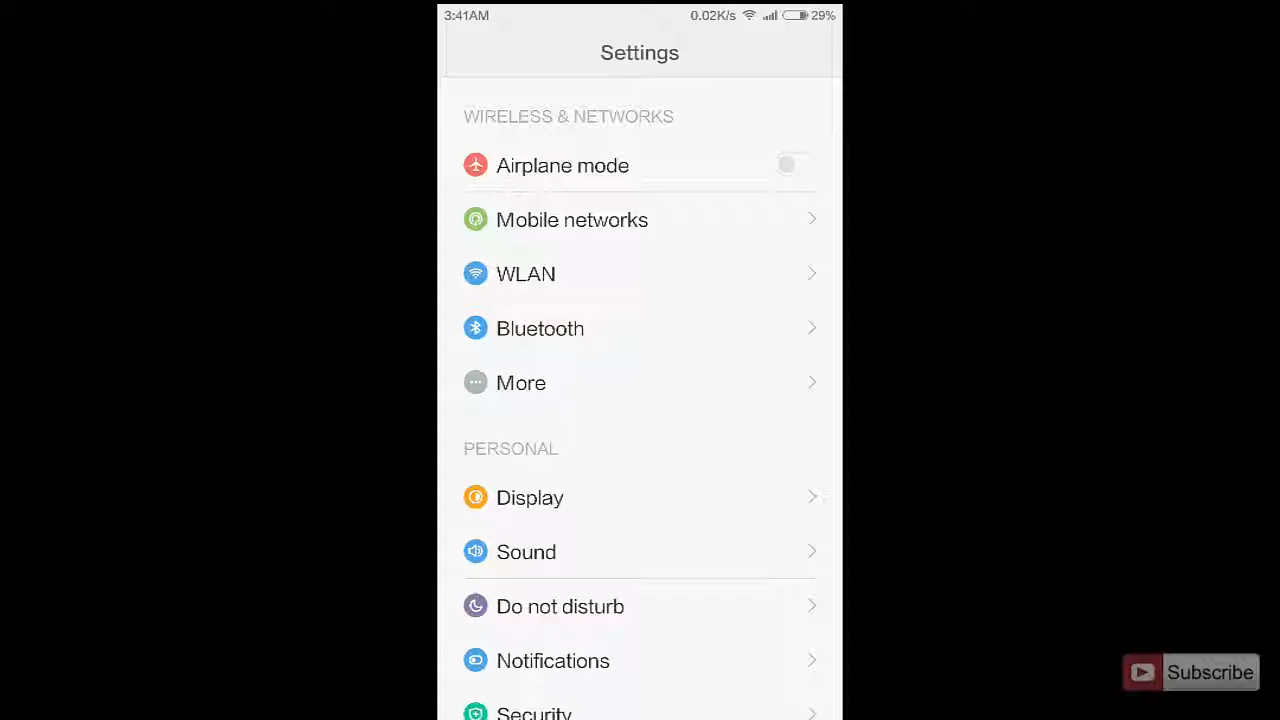 3:41AM 0.02K/s 29%
Settings
WIRELESS & NETWORKS
Airplane mode
Mobile networks
WLAN
Bluetooth
More
PERSONAL
Display
Sound
Do not disturb
Notifications
Security
Subscribe